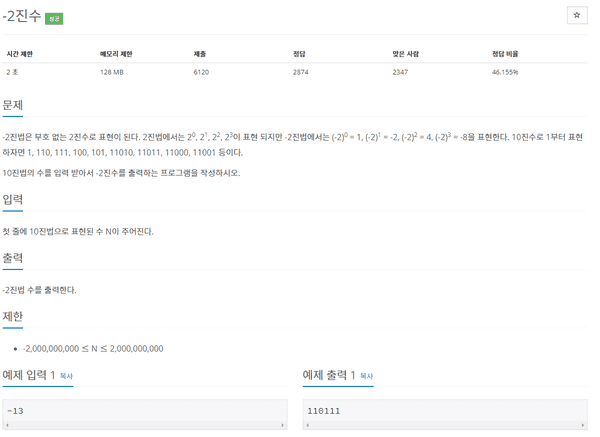 -2진수 성공
시간 제한 메모리 제한 제출 정답 맞은 사람 정답 비율
2 초 128 MB 6120 2874 2347 46.155%
문제
-2진법은 부호 없는 2진수로 표현이 된다. 2진법에서는 2^0, 2^1, 2^2, 2^3이 표현 되지만 -2진법에서는 (-2)^0 = 1, (-2)^1 = -2, (-2)^2 = 4, (-2)^3 = -8을 표현한다. 10진수로 1부터 표현
하자면 1, 110, 111, 100, 101, 11010, 11011, 11000, 11001 등이다.
10진법의 수를 입력 받아서 -2진수를 출력하는 프로그램을 작성하시오.
입력
첫 줄에 10진법으로 표현된 수 N이 주어진다.
출력
-2진법 수를 출력한다.
제한
• -2,000,000,000 ≤ N ≤ 2,000,000,000
예제 입력 1 복사
-13
예제 출력 1 복사
110111